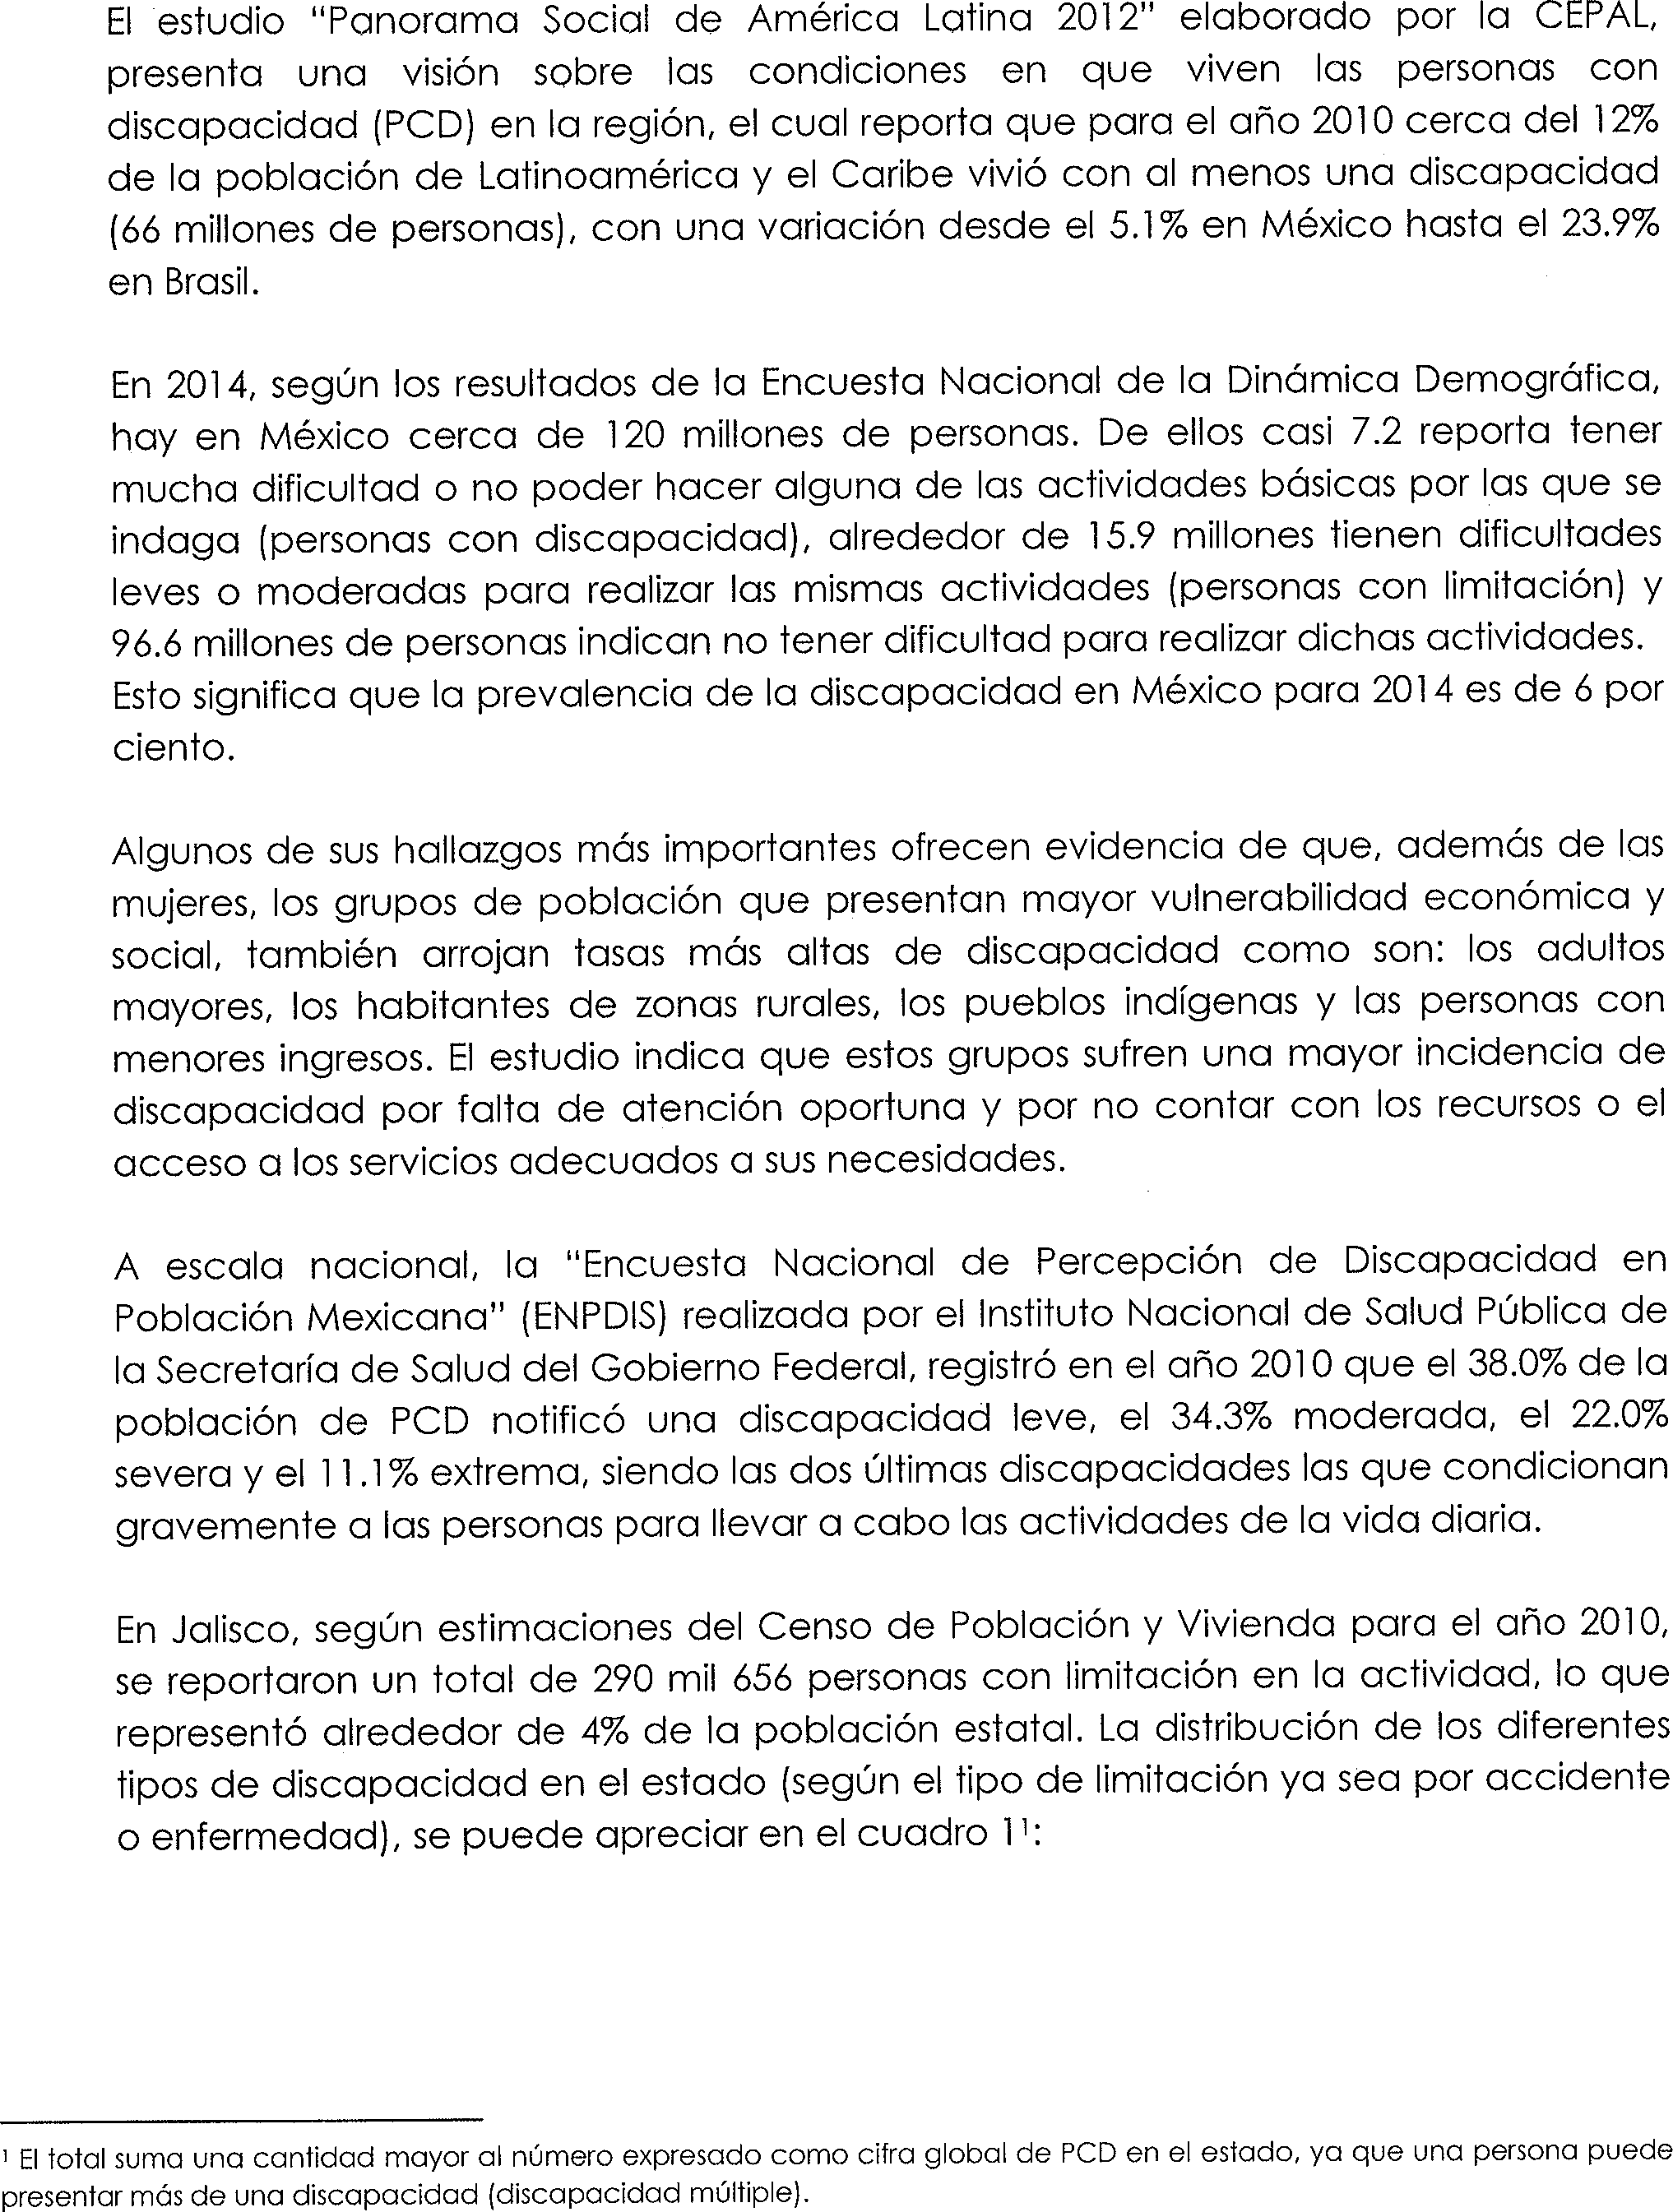 El estudio "Panorama Social de América Latina 2012" elaborado por la CEPAL,
presenta una visión sobre las condiciones en que viven las personas con
discapacidad (PCD) en la región, el cual reporta que para el año 2010 cerca del 12%
de la población de Latinoamérica y el Caribe vivió con al menos una discapacidad
(66 millones de personas), con una variación desde el 5.1% en México hasta el 23.9%
en Brasil.
En 2014, según los resultados de la Encuesta Nacional de la Dinámica Demográfica,
hay en México cerca de 120 millones de personas. De ellos casi 7.2 reporta tener
mucha dificultad o no poder hacer alguna de las actividades básicas por las que se
indaga (personas con discapacidad), alrededor de 15.9 millones tienen dificultades
leves o moderadas para realizar las mismas actividades (personas con limitación) y
96.6 millones de personas indican no tener dificultad para realizar dichas actividades.
Esto significa que la prevalencia de la discapacidad en México para 2014 es de 6 por
ciento.
Algunos de sus hallazgos más importantes ofrecen evidencia de que, además de las
mujeres, los grupos de población que presentan mayor vulnerabilidad económica y
social, también arrojan tasas más altas de discapacidad como son: los adultos
mayores, los habitantes de zonas rurales, los pueblos indígenas y las personas con
menores ingresos. El estudio indica que estos grupos sufren una mayor incidencia de
discapacidad por falta de atención oportuna y por no contar con los recursos o el
acceso a los servicios adecuados a sus necesidades.
A escala nacional, la "Encuesta Nacional de Percepción de Discapacidad en
Población Mexicana" (ENPDIS) realizada por el Instituto Nacional de Salud Pública de
la Secretaría de Salud del Gobierno Federal, registró en el año 2010 que el 38.0% de la
población de PCD notificó una discapacidad leve, el 34.3% moderada, el 22.0%
severa y el 11.1% extrema, siendo las dos últimas discapacidades las que condicionan
gravemente a las personas para llevar a cabo las actividades de la vida diaria.
En Jalisco, según estimaciones del Censo de Población y Vivienda para el año 2010,
se reportaron un total de 290 mil 656 personas con limitación en la actividad, lo que
representó alrededor de 4% de la población estatal. La distribución de los diferentes
tipos de discapacidad en el estado (según el tipo de limitación ya sea por accidente
o enfermedad), se puede apreciar en el cuadro 1¹:
¹ El total suma una cantidad mayor al número expresado como cifra global de PCD en el estado, ya que una persona puede
presentar más de una discapacidad (discapacidad múltiple).